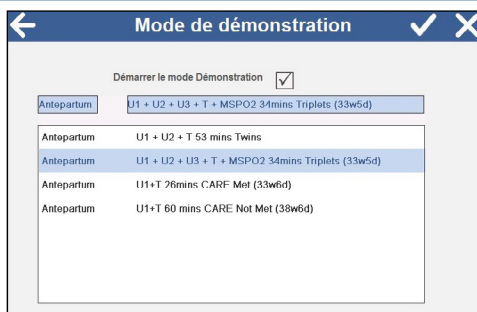 Mode de démonstration
Démarrer le mode Démonstration
Antepartum U1 + U2 + U3 + T + MSPO2 34mins Triplets (33w5d)
Antepartum U1 + U2 + T 53 mins Twins
Antepartum U1 + U2 + U3 + T + MSPO2 34mins Triplets (33w5d)
Antepartum U1+T 26mins CARE Met (33w6d)
Antepartum U1+T 60 mins CARE Not Met (38w6d)